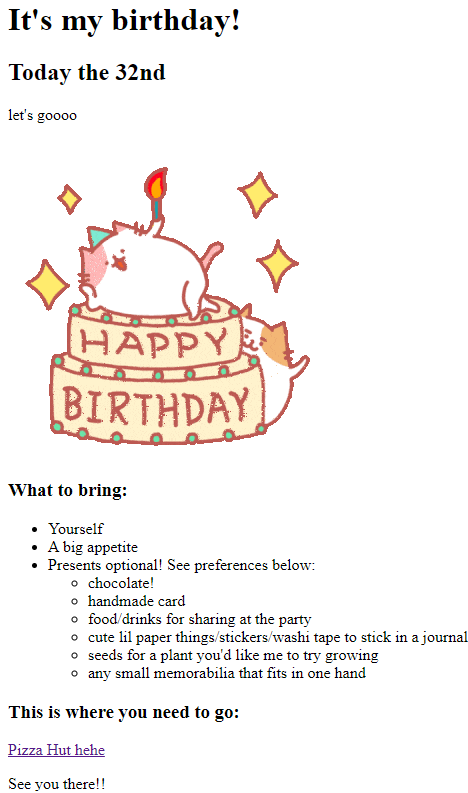 It's my birthday!
Today the 32nd
let's goooo
HAPPY
BIRTHDAY
What to bring:
Yourself
A big appetite
Presents optional! See preferences below:
chocolate!
handmade card
food/drinks for sharing at the party
cute lil paper things/stickers/washi tape to stick in a journal
seeds for a plant you'd like me to try growing
any small memorabilia that fits in one hand
This is where you need to go:
Pizza Hut hehe
See you there!!